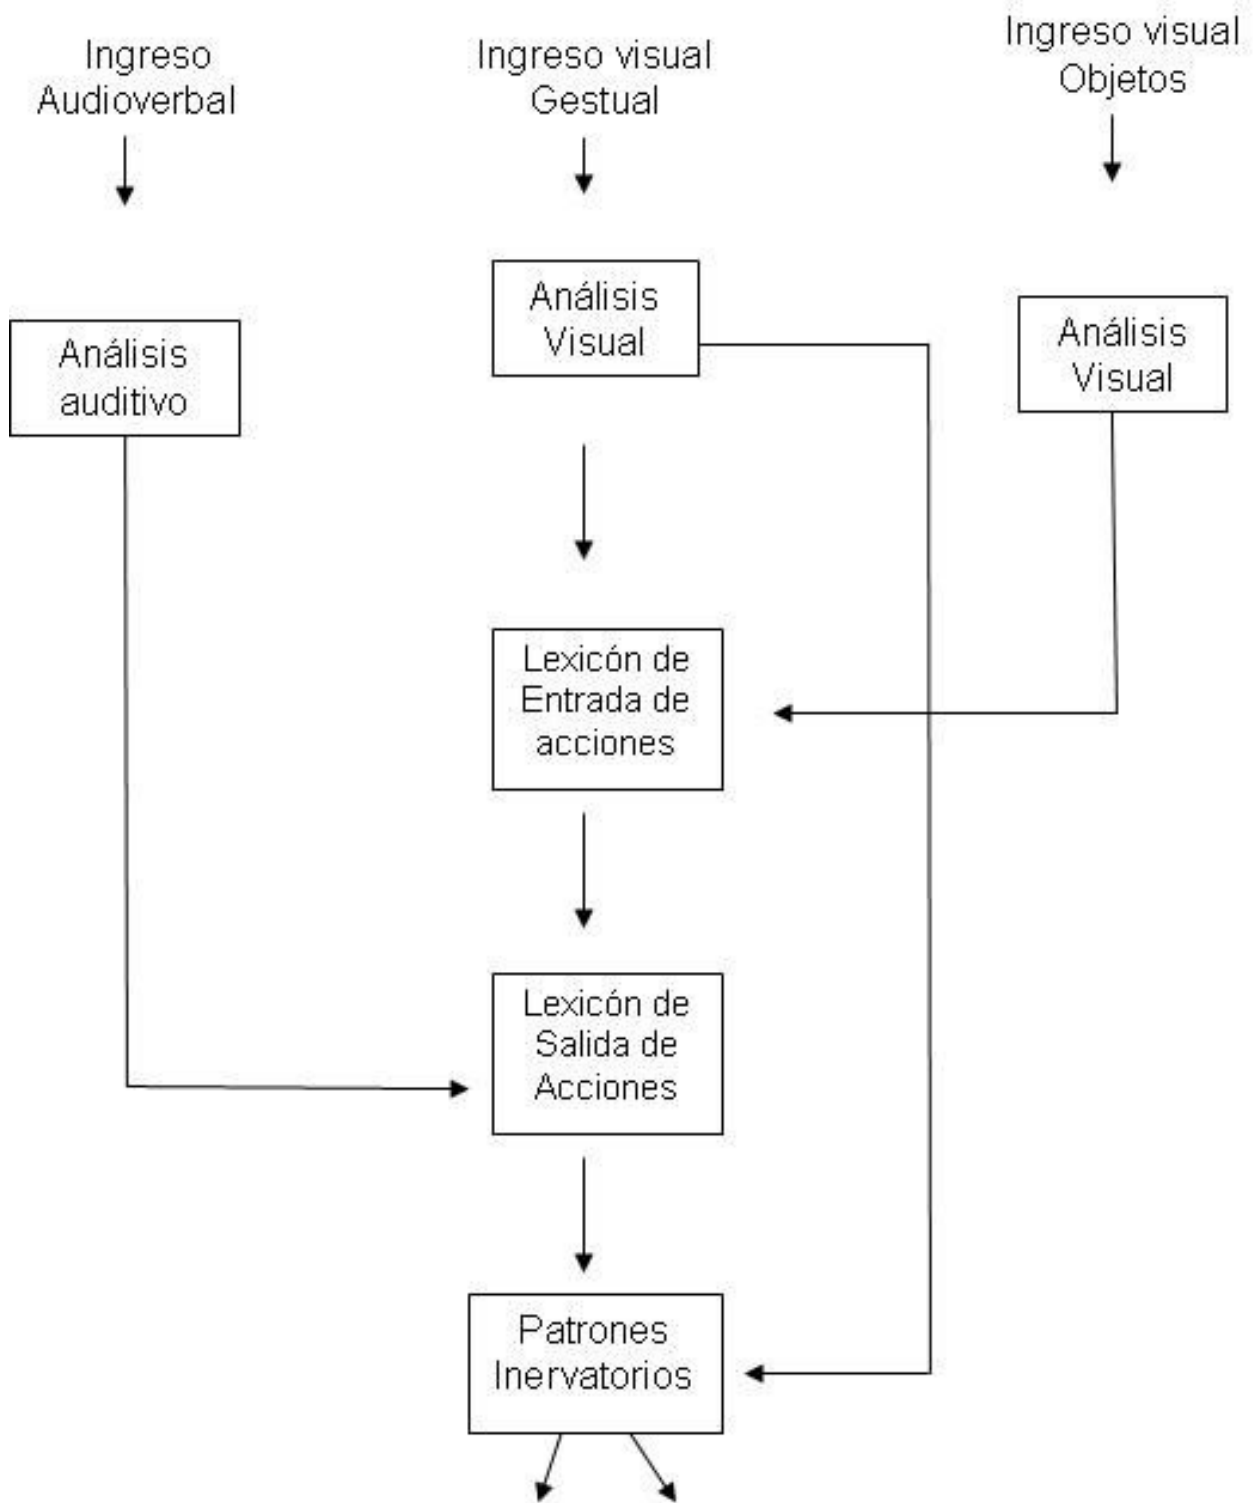 Ingreso
Audioverbal
Ingreso visual
Gestual
Ingreso visual
Objetos
Análisis
auditivo
Análisis
Visual
Análisis
Visual
Lexicón de
Entrada de
acciones
Lexicón de
Salida de
Acciones
Patrones
Inervatorios